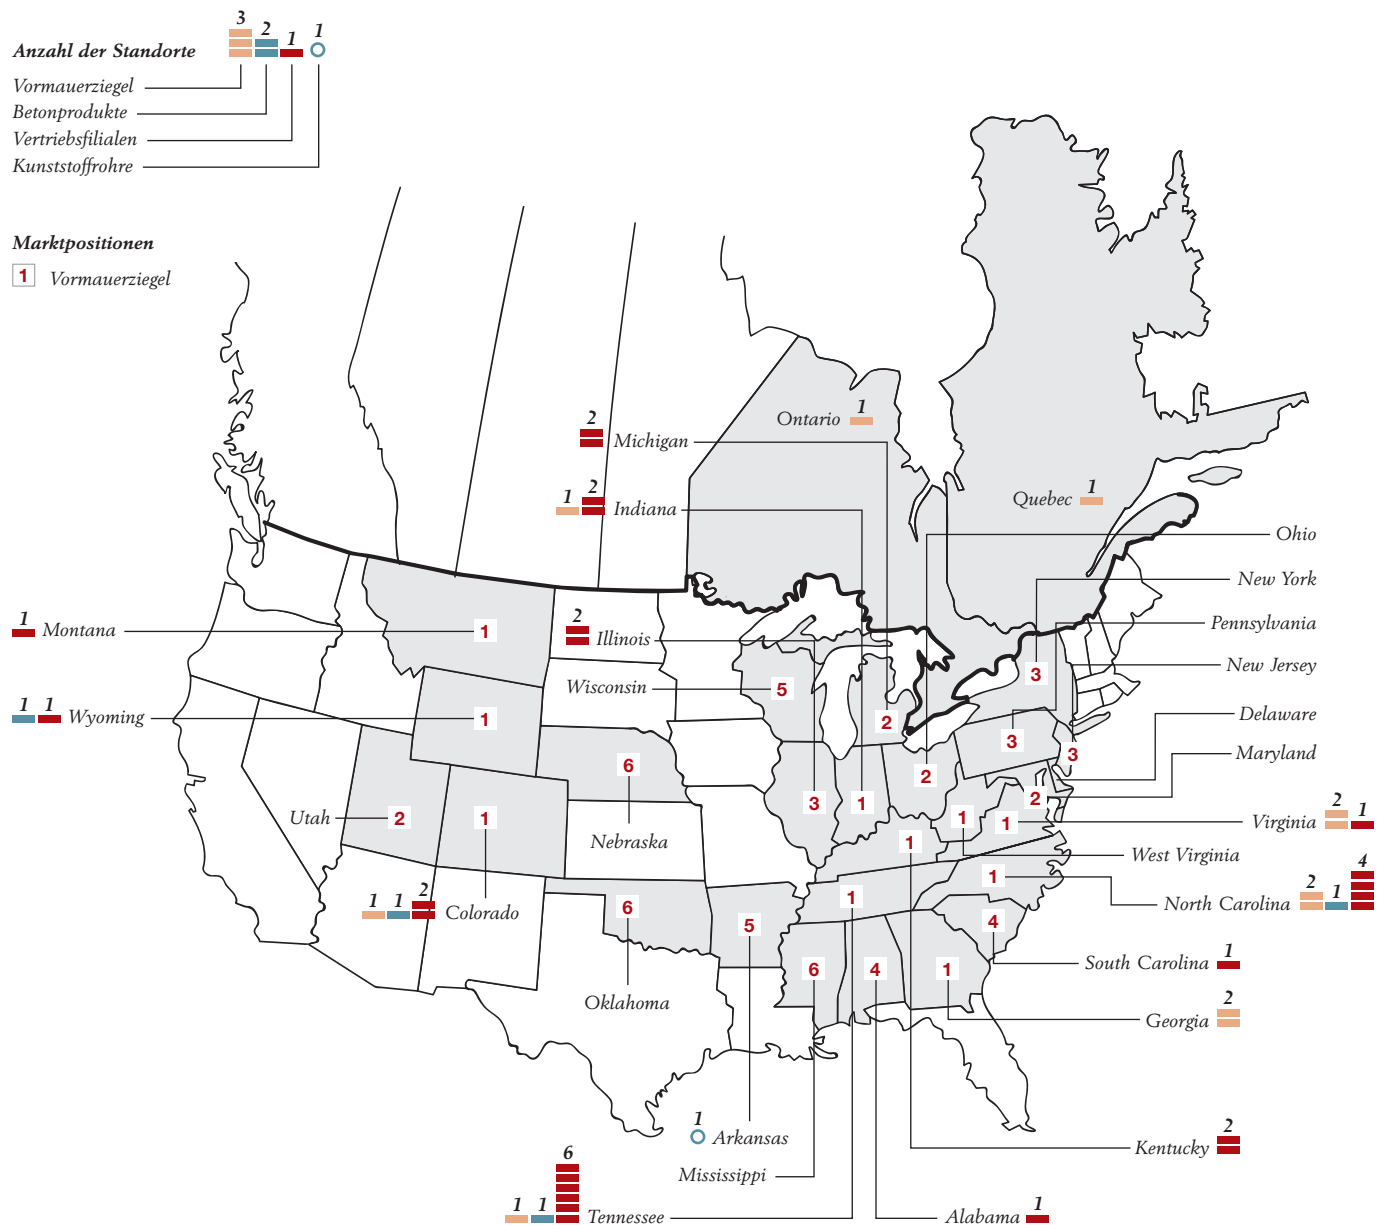 3 2 1 1
Anzahl der Standorte
Vormauerziegel
Betonprodukte
Vertriebsfilialen
Kunststoffrohre
Marktpositionen
1 Vormauerziegel
Ontario 1
2
Michigan
1 2
Indiana
Quebec 1
Ohio
New York
Pennsylvania
New Jersey
Delaware
Maryland
1
Montana
1
2
Illinois
Wisconsin
5
3
2
1 1
Wyoming
1
3
3
6
2
2
Utah
2
1
Nebraska
3
1
1
1
1
2 1
Virginia
West Virginia
1 1 2
Colorado
6
5
1
1
2 1 4
North Carolina
4
6
4
1
South Carolina 1
Oklahoma
Georgia 2
1
Arkansas
Kentucky 2
Mississippi
1 1 6
Tennessee
Alabama 1